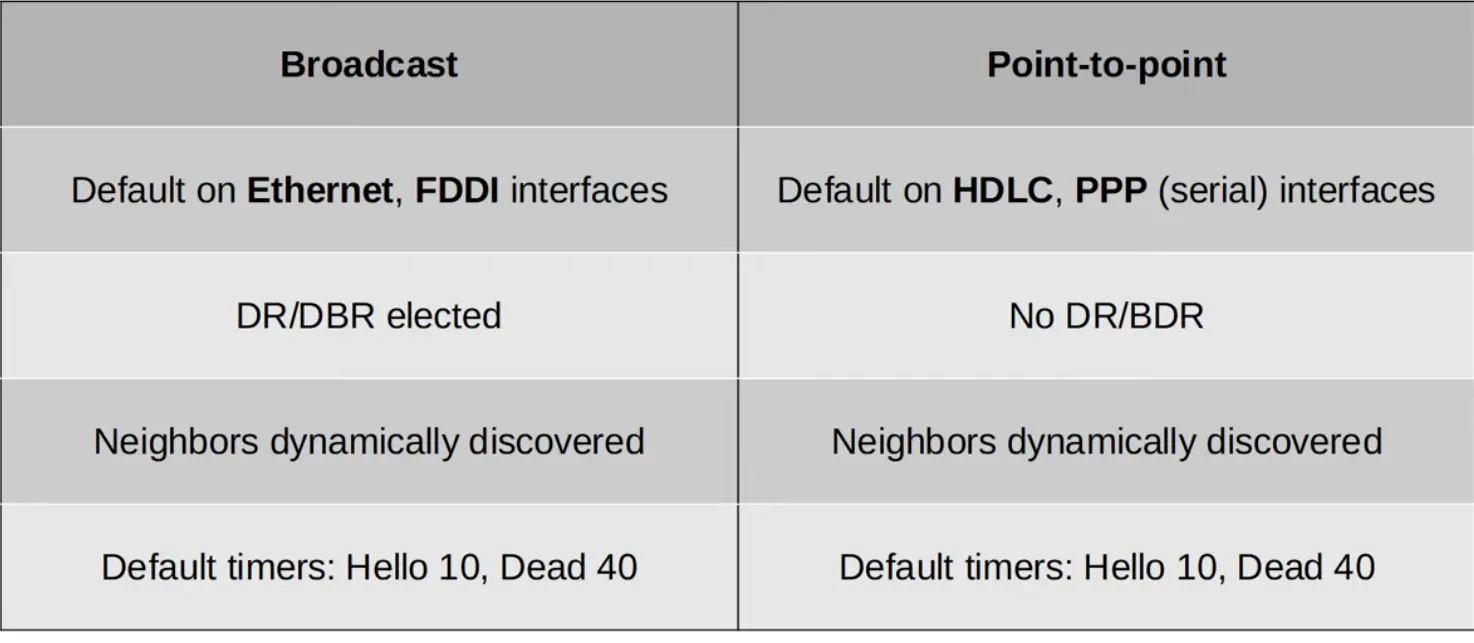 Broadcast
Point-to-point
Default on Ethernet, FDDI interfaces
Default on HDLC, PPP (serial) interfaces
DR/DBR elected
No DR/BDR
Neighbors dynamically discovered
Neighbors dynamically discovered
Default timers: Hello 10, Dead 40
Default timers: Hello 10, Dead 40